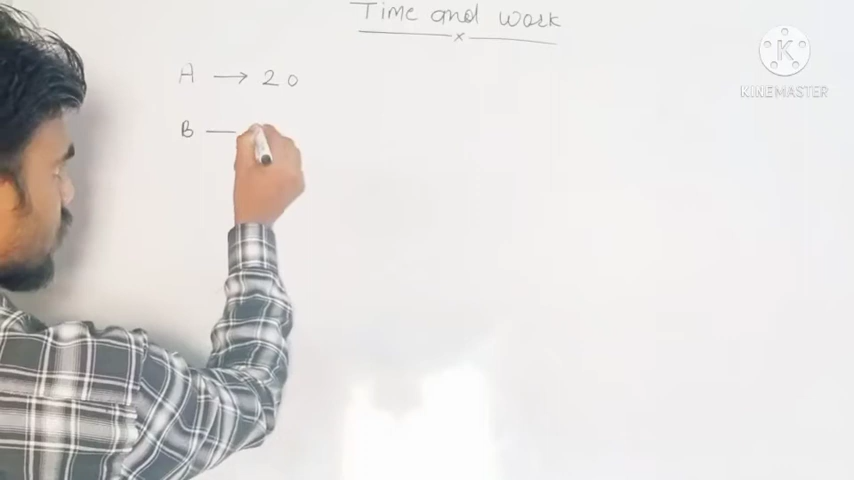 Time and work
x
A → 20
B —
K
KINEMASTER